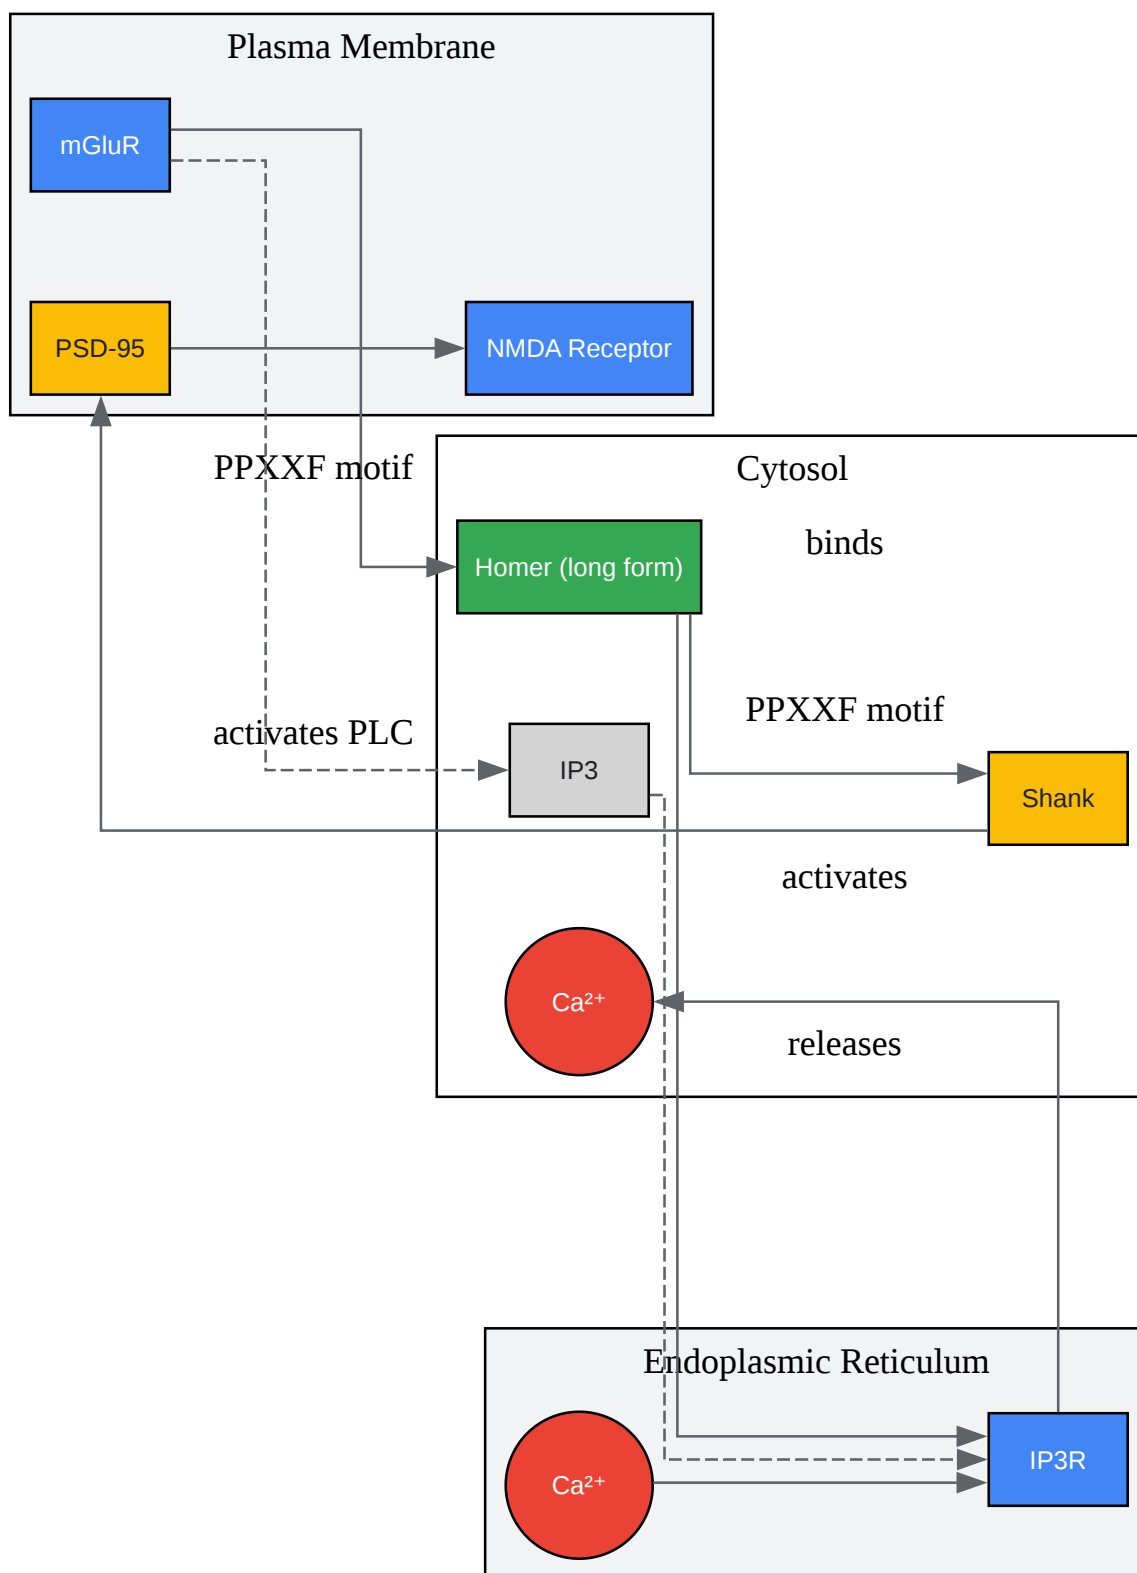 Plasma Membrane
mGluR
PSD-95
NMDA Receptor
PPXXF motif
Cytosol
binds
Homer (long form)
PPXXF motif
activates PLC
IP3
Shank
activates
Ca²⁺
releases
Endoplasmic Reticulum
IP3R
Ca²⁺